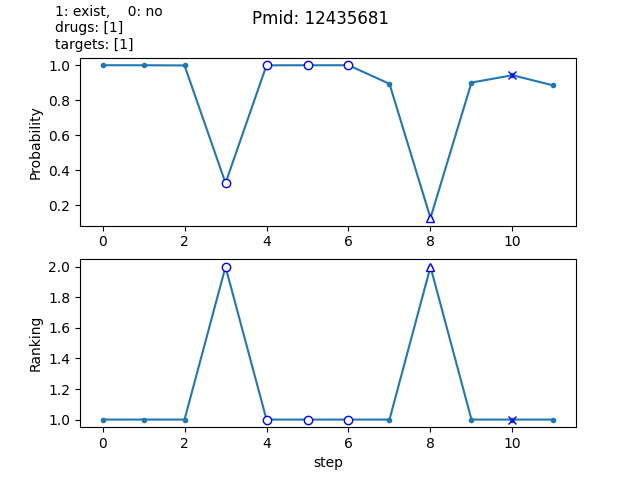 1: exist,    0: no
drugs: [1]
targets: [1]
Pmid: 12435681
Probability
1.0
0.8
0.6
0.4
0.2
0 2 4 6 8 10
Ranking
2.0
1.8
1.6
1.4
1.2
1.0
0 2 4 6 8 10
step